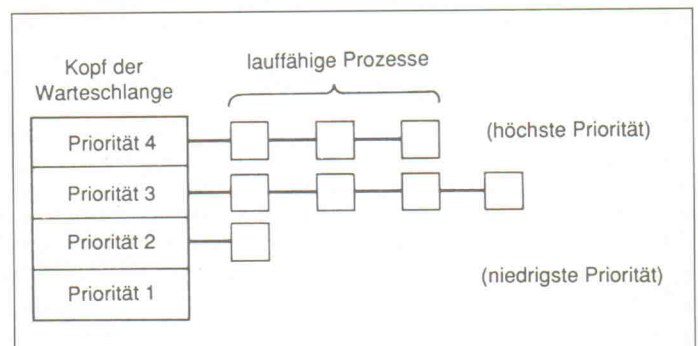 Kopf der
Warteschlange
lauffähige Prozesse
Priorität 4
(höchste Priorität)
Priorität 3
Priorität 2
Priorität 1
(niedrigste Priorität)